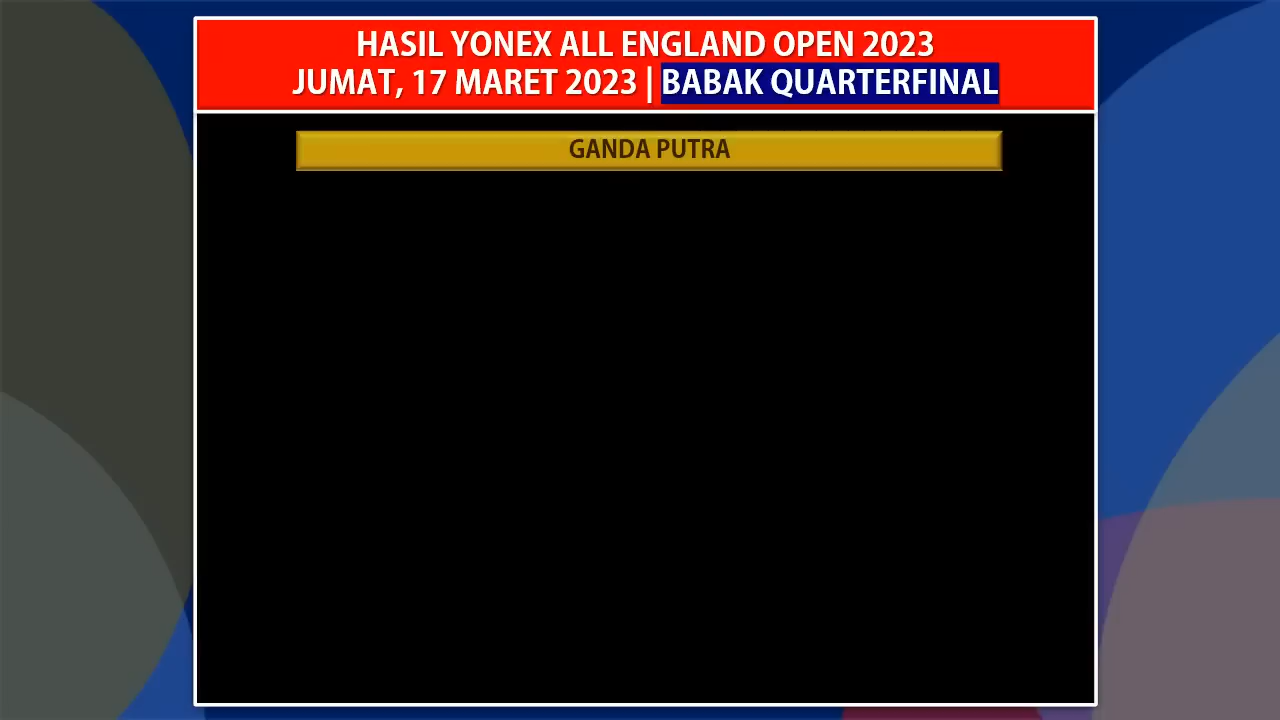 HASIL YONEX ALL ENGLAND OPEN 2023
JUMAT, 17 MARET 2023 | BABAK QUARTERFINAL
GANDA PUTRA